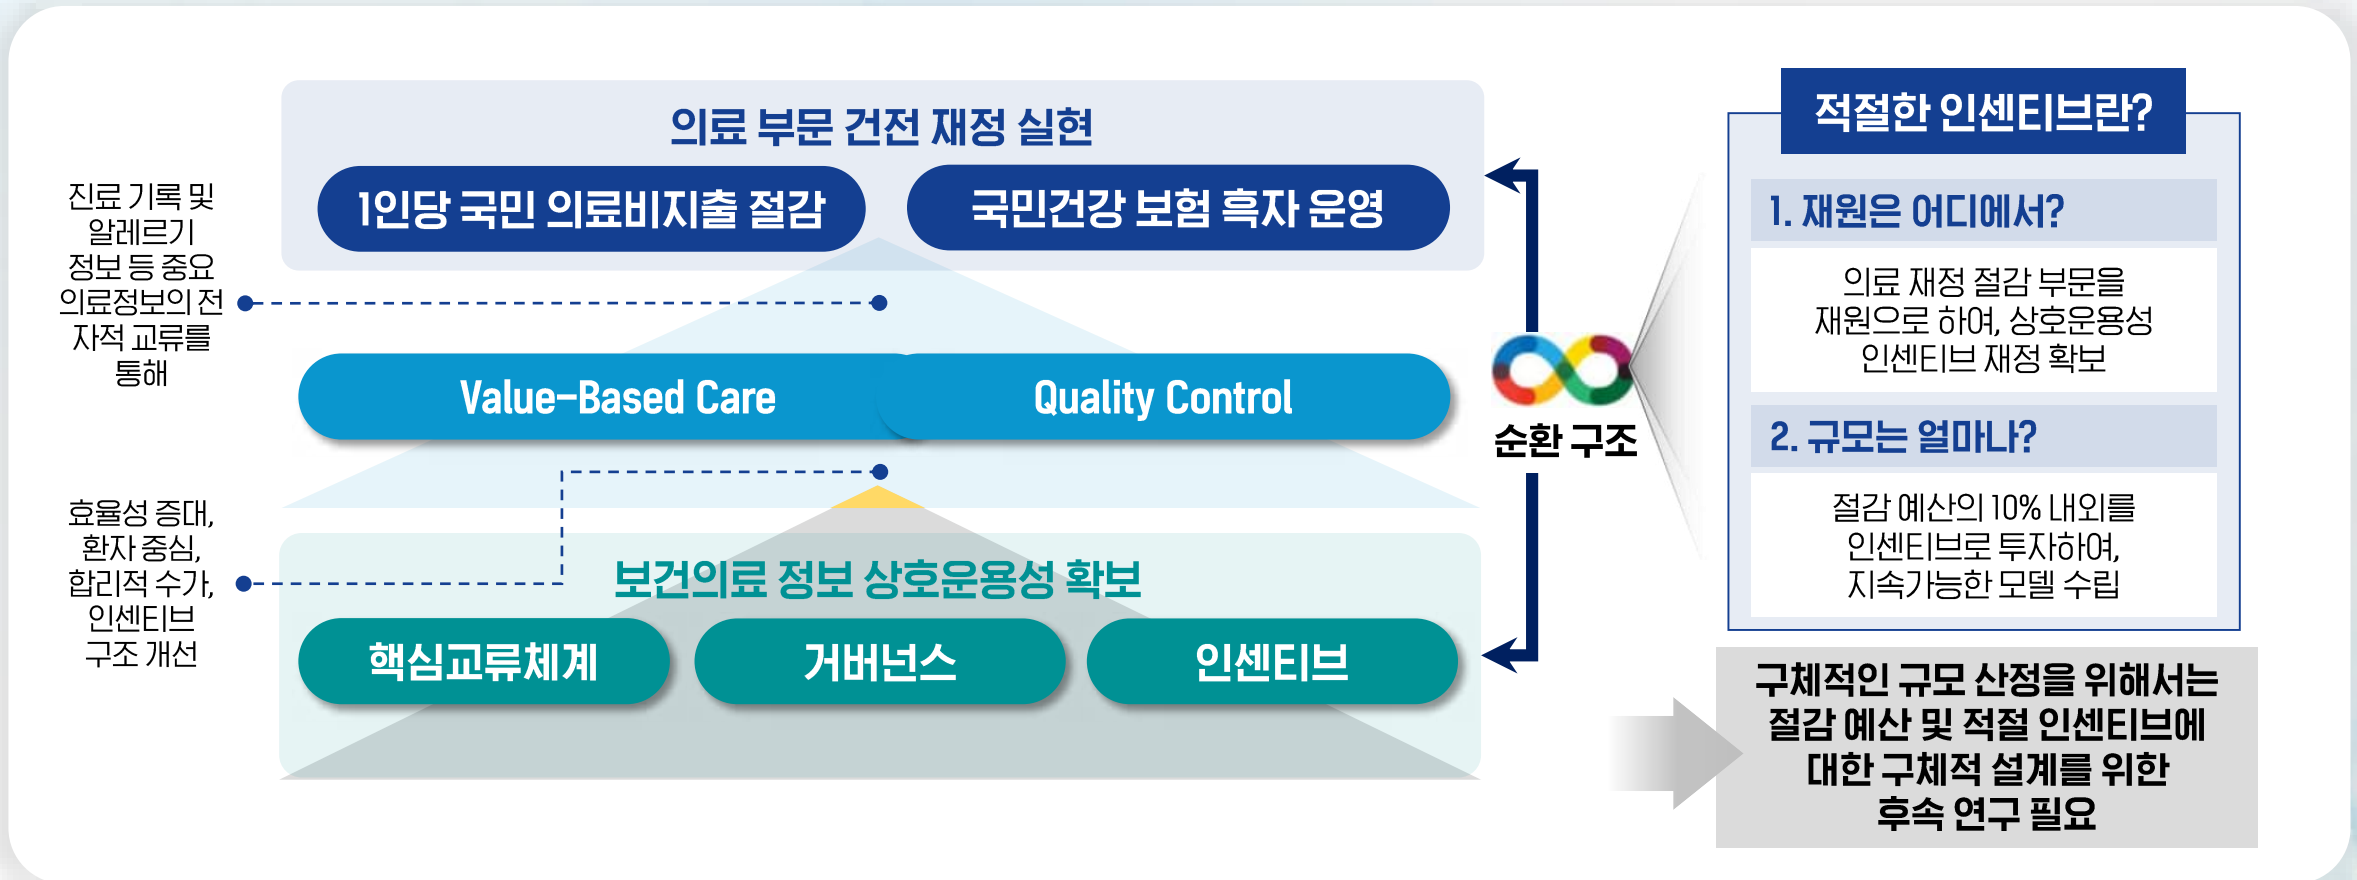 의료 부문 건전 재정 실현
1인당 국민 의료비지출 절감
국민건강 보험 흑자 운영
진료 기록 및
알레르기
정보 등 중요
의료정보의 전
자적 교류를
통해
Value-Based Care
Quality Control
효율성 증대,
환자 중심,
합리적 수가,
인센티브
구조 개선
보건의료 정보 상호운용성 확보
핵심교류체계
거버넌스
인센티브
순환 구조
적절한 인센티브란?
1. 재원은 어디에서?
의료 재정 절감 부문을
재원으로 하여, 상호운용성
인센티브 재정 확보
2. 규모는 얼마나?
절감 예산의 10% 내외를
인센티브로 투자하여,
지속가능한 모델 수립
구체적인 규모 산정을 위해서는
절감 예산 및 적절 인센티브에
대한 구체적 설계를 위한
후속 연구 필요